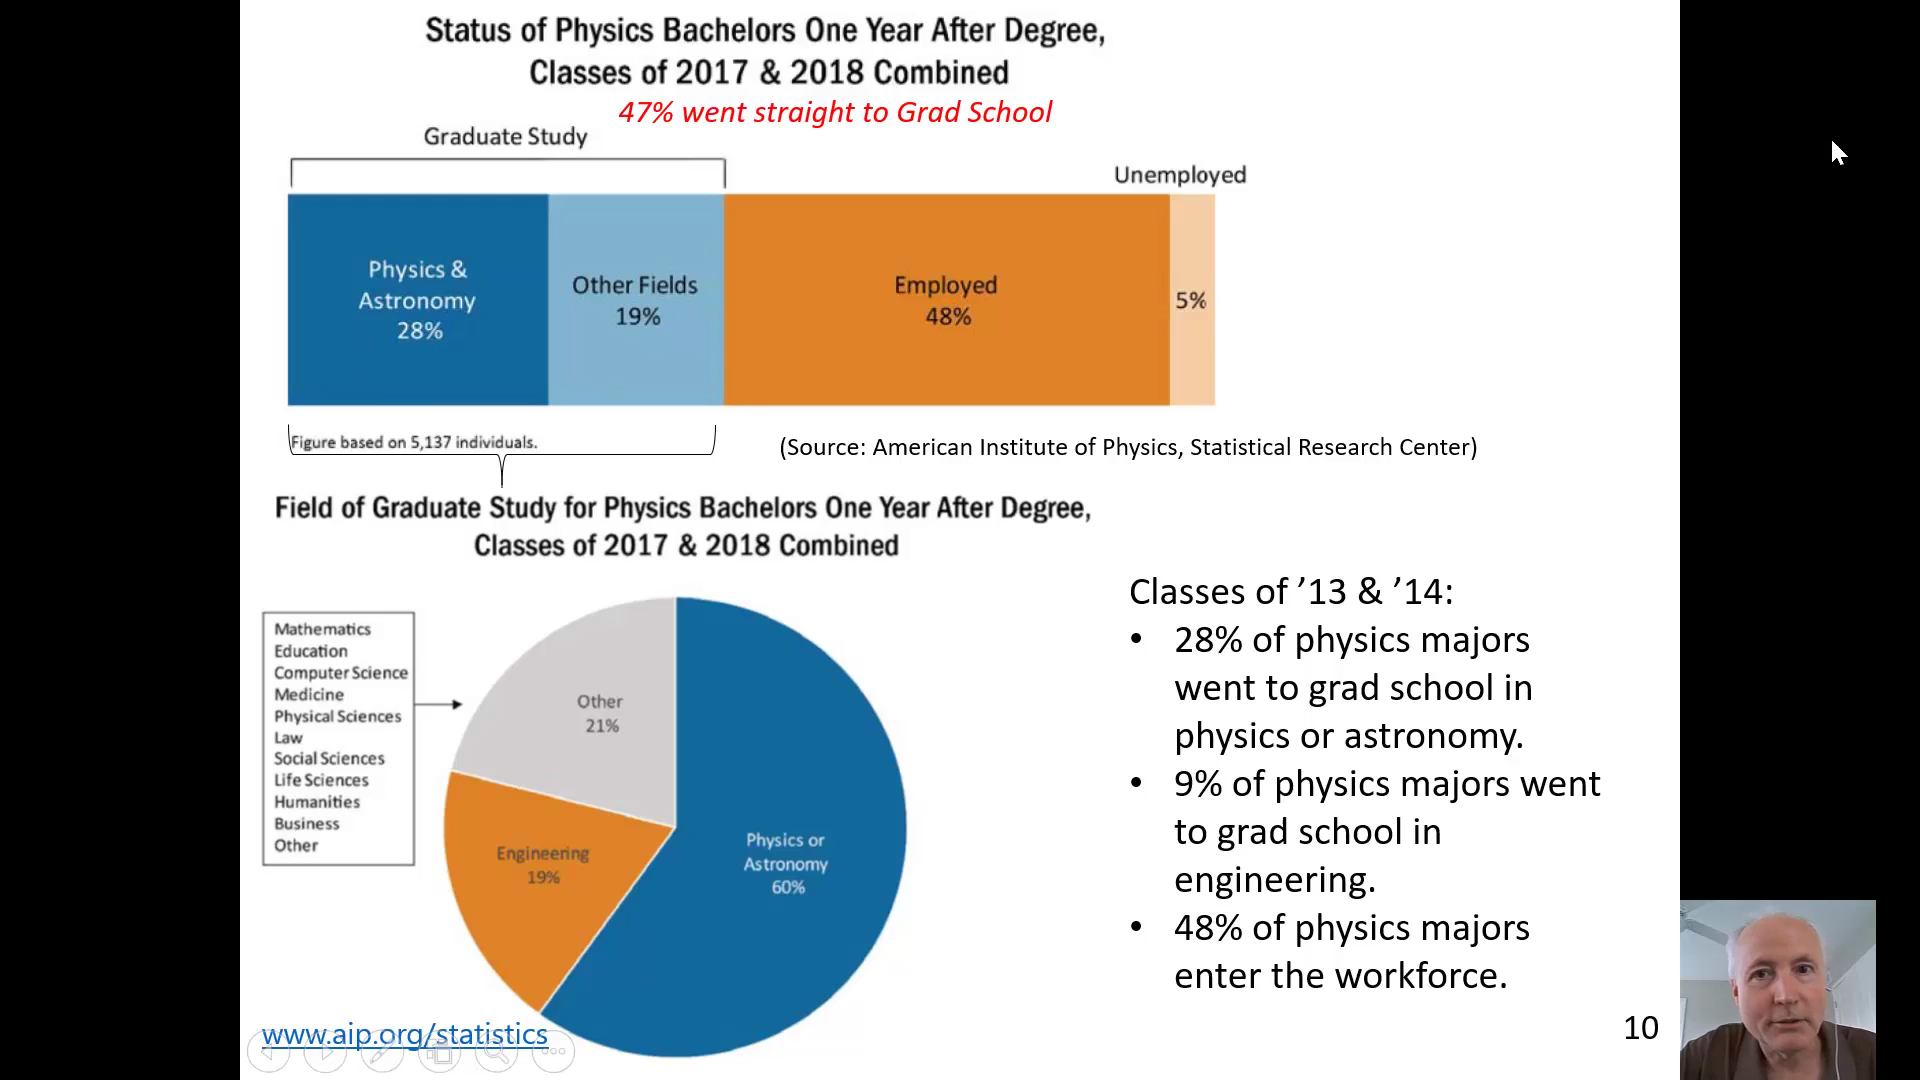 Status of Physics Bachelors One Year After Degree,
Classes of 2017 & 2018 Combined
47% went straight to Grad School
Graduate Study
Unemployed
Physics &
Astronomy
28%
Other Fields
19%
Employed
48%
5%
Figure based on 5,137 individuals.
(Source: American Institute of Physics, Statistical Research Center)
Field of Graduate Study for Physics Bachelors One Year After Degree,
Classes of 2017 & 2018 Combined
Mathematics
Education
Computer Science
Medicine
Physical Sciences
Law
Social Sciences
Life Sciences
Humanities
Business
Other
Other
21%
Engineering
19%
Physics or
Astronomy
60%
Classes of ’13 & ’14:
• 28% of physics majors
went to grad school in
physics or astronomy.
• 9% of physics majors went
to grad school in
engineering.
• 48% of physics majors
enter the workforce.
www.aip.org/statistics
10